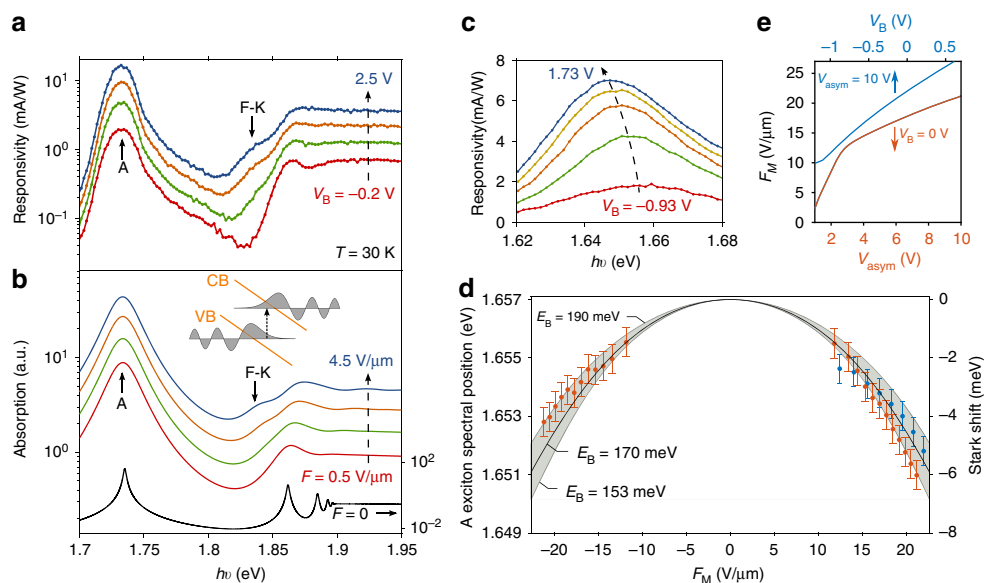 a
Responsivity (mA/W)
10¹
10⁰
10⁻¹
A
F-K
2.5 V
V_B = −0.2 V
T = 30 K
b
Absorption (a.u.)
10¹
10⁰
CB
VB
A
F-K
4.5 V/μm
F = 0.5 V/μm
F = 0
10²
10⁻²
1.7 1.75 1.8 1.85 1.9 1.95
hυ (eV)
c
Responsivity(mA/W)
8
6
4
2
0
1.73 V
V_B = −0.93 V
1.62 1.64 1.66 1.68
hυ (eV)
e
V_B (V)
−1 −0.5 0 0.5
F_M (V/μm)
25
20
15
10
5
0
V_asym = 10 V
V_B = 0 V
2 4 6 8 10
V_asym (V)
d
A exciton spectral position (eV)
1.657
1.655
1.653
1.651
1.649
E_B = 190 meV
E_B = 170 meV
E_B = 153 meV
0
−2
−4
−6
−8
Stark shift (meV)
−20 −15 −10 −5 0 5 10 15 20
F_M (V/μm)